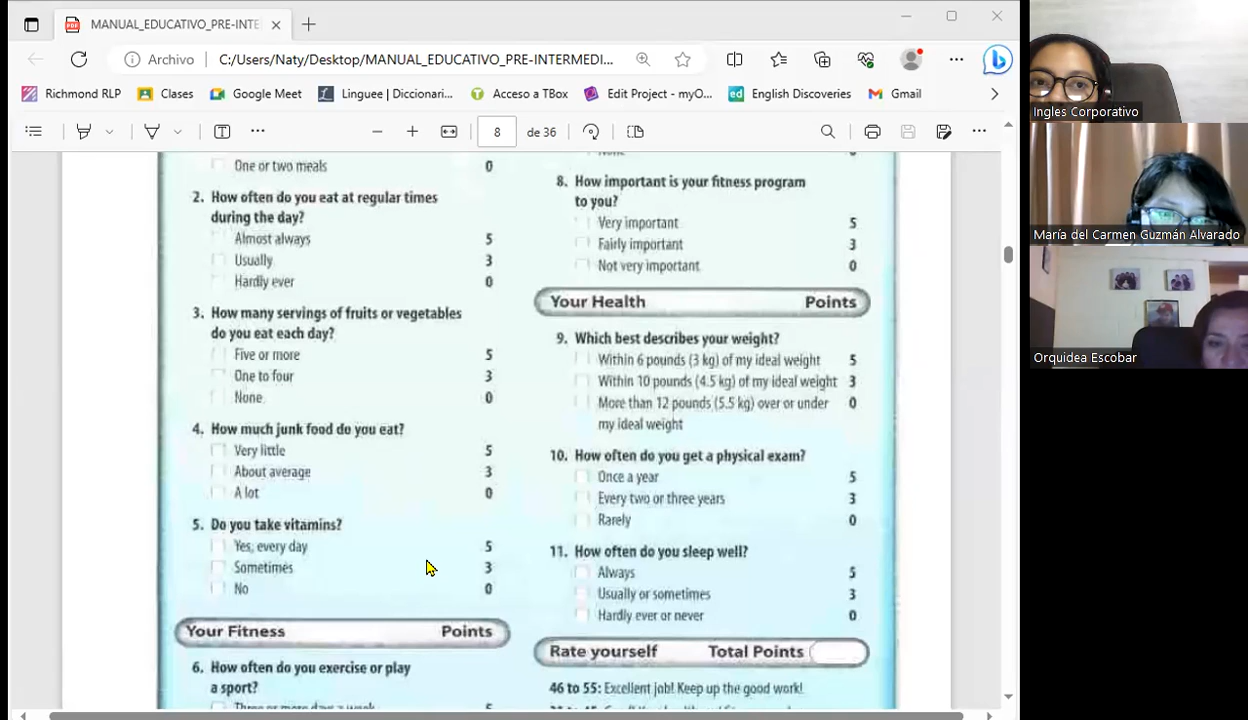 MANUAL_EDUCATIVO_PRE-INTE
Archivo
C:/Users/Naty/Desktop/MANUAL_EDUCATIVO_PRE-INTERMEDI...
Richmond RLP
Clases
Google Meet
Linguee | Diccionari...
Acceso a TBox
Edit Project - myO...
English Discoveries
Gmail
8 de 36
One or two meals 0
2. How often do you eat at regular times
during the day?
Almost always 5
Usually 3
Hardly ever 0
3. How many servings of fruits or vegetables
do you eat each day?
Five or more 5
One to four 3
None 0
4. How much junk food do you eat?
Very little 5
About average 3
A lot 0
5. Do you take vitamins?
Yes, every day 5
Sometimes 3
No 0
Your Fitness Points
6. How often do you exercise or play
a sport?
Three or more days a week 5
8. How important is your fitness program
to you?
Very important 5
Fairly important 3
Not very important 0
Your Health Points
9. Which best describes your weight?
Within 6 pounds (3 kg) of my ideal weight 5
Within 10 pounds (4.5 kg) of my ideal weight 3
More than 12 pounds (5.5 kg) over or under 0
my ideal weight
10. How often do you get a physical exam?
Once a year 5
Every two or three years 3
Rarely 0
11. How often do you sleep well?
Always 5
Usually or sometimes 3
Hardly ever or never 0
Rate yourself Total Points
46 to 55: Excellent job! Keep up the good work!
Ingles Corporativo
María del Carmen Guzmán Alvarado
Orquidea Escobar